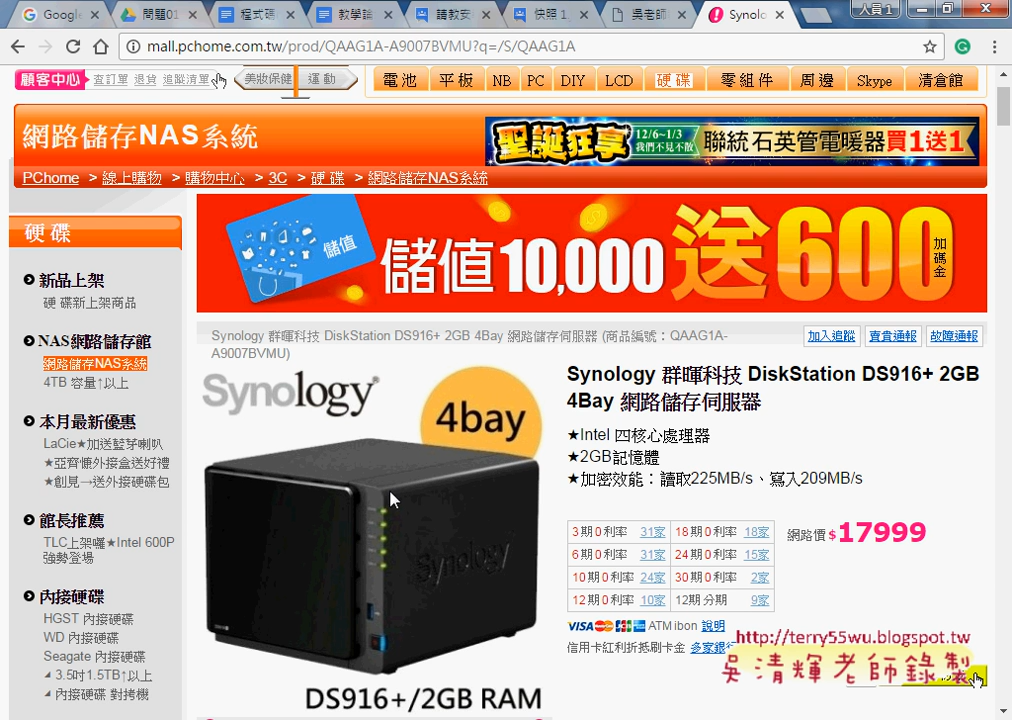 Google
問題01
程式碼
教學論
請教安
快照 1
吳老師
Synolo
人員 1
mall.pchome.com.tw/prod/QAAG1A-A9007BVMU?q=/S/QAAG1A
顧客中心
查訂單 退貨 追蹤清單
美妝保健 運動
電池 平板 NB PC DIY LCD 硬碟 零組件 周邊 Skype 清倉館
網路儲存NAS系統
聖誕狂享 12/6~1/3 我們不見不散 聯統石英管電暖器買1送1
PChome > 線上購物 > 購物中心 > 3C > 硬碟 > 網路儲存NAS系統
硬碟
儲值
儲值10,000送600
加碼金
新品上架
硬 碟新上架商品
NAS網路儲存館
網路儲存NAS系統
4TB 容量↑以上
本月最新優惠
LaCie★加送藍芽喇叭
★亞齊慷外接盒送好禮
★創見→送外接硬碟包
館長推薦
TLC上架囉★Intel 600P
強勢登場
內接硬碟
HGST 內接硬碟
WD 內接硬碟
Seagate 內接硬碟
3.5吋1.5TB↑以上
內接硬碟 對拷機
Synology 群暉科技 DiskStation DS916+ 2GB 4Bay 網路儲存伺服器 (商品編號：QAAG1A-
A9007BVMU)
加入追蹤 賣貴通報 故障通報
Synology
4bay
Synology
DS916+/2GB RAM
Synology 群暉科技 DiskStation DS916+ 2GB
4Bay 網路儲存伺服器
★Intel 四核心處理器
★2GB記憶體
★加密效能：讀取225MB/s、寫入209MB/s
3期0利率 31家 18期0利率 18家
6期0利率 31家 24期0利率 15家
10期0利率 24家 30期0利率 2家
12期0利率 10家 12期分期 9家
網路價$17999
VISA JCB ATM ibon 說明
信用卡紅利折抵刷卡金 多家銀行
http://terry55wu.blogspot.tw
吳清輝老師錄製